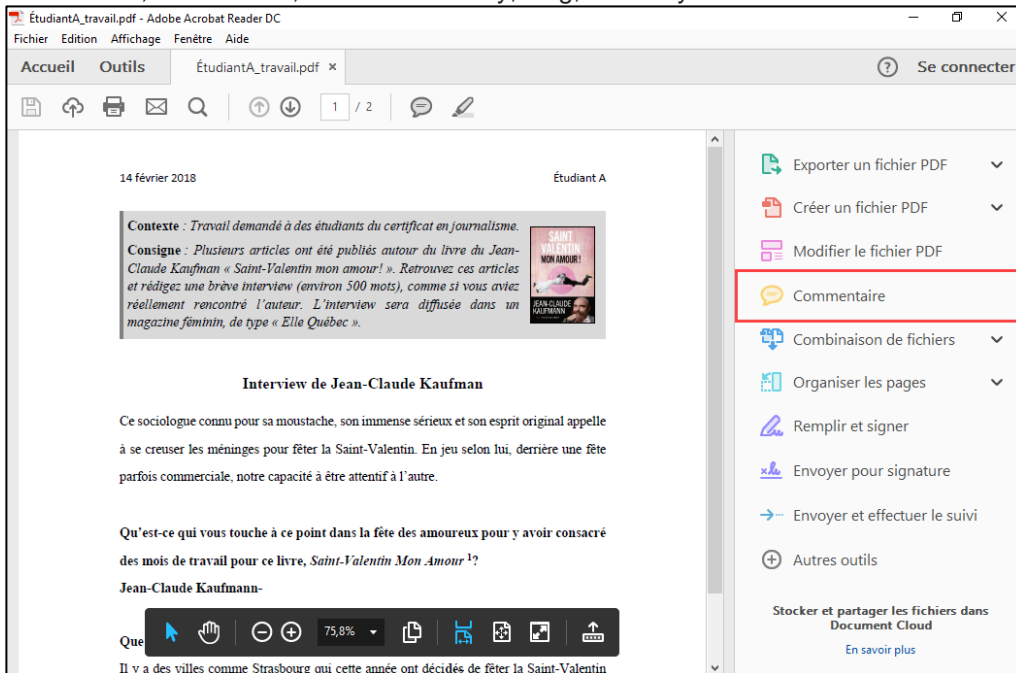 ÉtudiantA_travail.pdf - Adobe Acrobat Reader DC
Fichier Edition Affichage Fenêtre Aide
Accueil Outils ÉtudiantA_travail.pdf × ? Se connecter
1 / 2
14 février 2018 Étudiant A
Contexte : Travail demandé à des étudiants du certificat en journalisme.
Consigne : Plusieurs articles ont été publiés autour du livre du Jean-
Claude Kaufman « Saint-Valentin mon amour! ». Retrouvez ces articles
et rédigez une brève interview (environ 500 mots), comme si vous aviez
réellement rencontré l'auteur. L'interview sera diffusée dans un
magazine féminin, de type « Elle Québec ».
SAINT
VALENTIN
MON AMOUR!
JEAN-CLAUDE
KAUFMANN
Interview de Jean-Claude Kaufman
Ce sociologue connu pour sa moustache, son immense sérieux et son esprit original appelle
à se creuser les méninges pour fêter la Saint-Valentin. En jeu selon lui, derrière une fête
parfois commerciale, notre capacité à être attentif à l'autre.
Qu'est-ce qui vous touche à ce point dans la fête des amoureux pour y avoir consacré
des mois de travail pour ce livre, Saint-Valentin Mon Amour ¹?
Jean-Claude Kaufmann-
Que
75,8%
Il y a des villes comme Strasbourg qui cette année ont décidés de fêter la Saint-Valentin
Exporter un fichier PDF
Créer un fichier PDF
Modifier le fichier PDF
Commentaire
Combinaison de fichiers
Organiser les pages
Remplir et signer
Envoyer pour signature
Envoyer et effectuer le suivi
Autres outils
Stocker et partager les fichiers dans
Document Cloud
En savoir plus